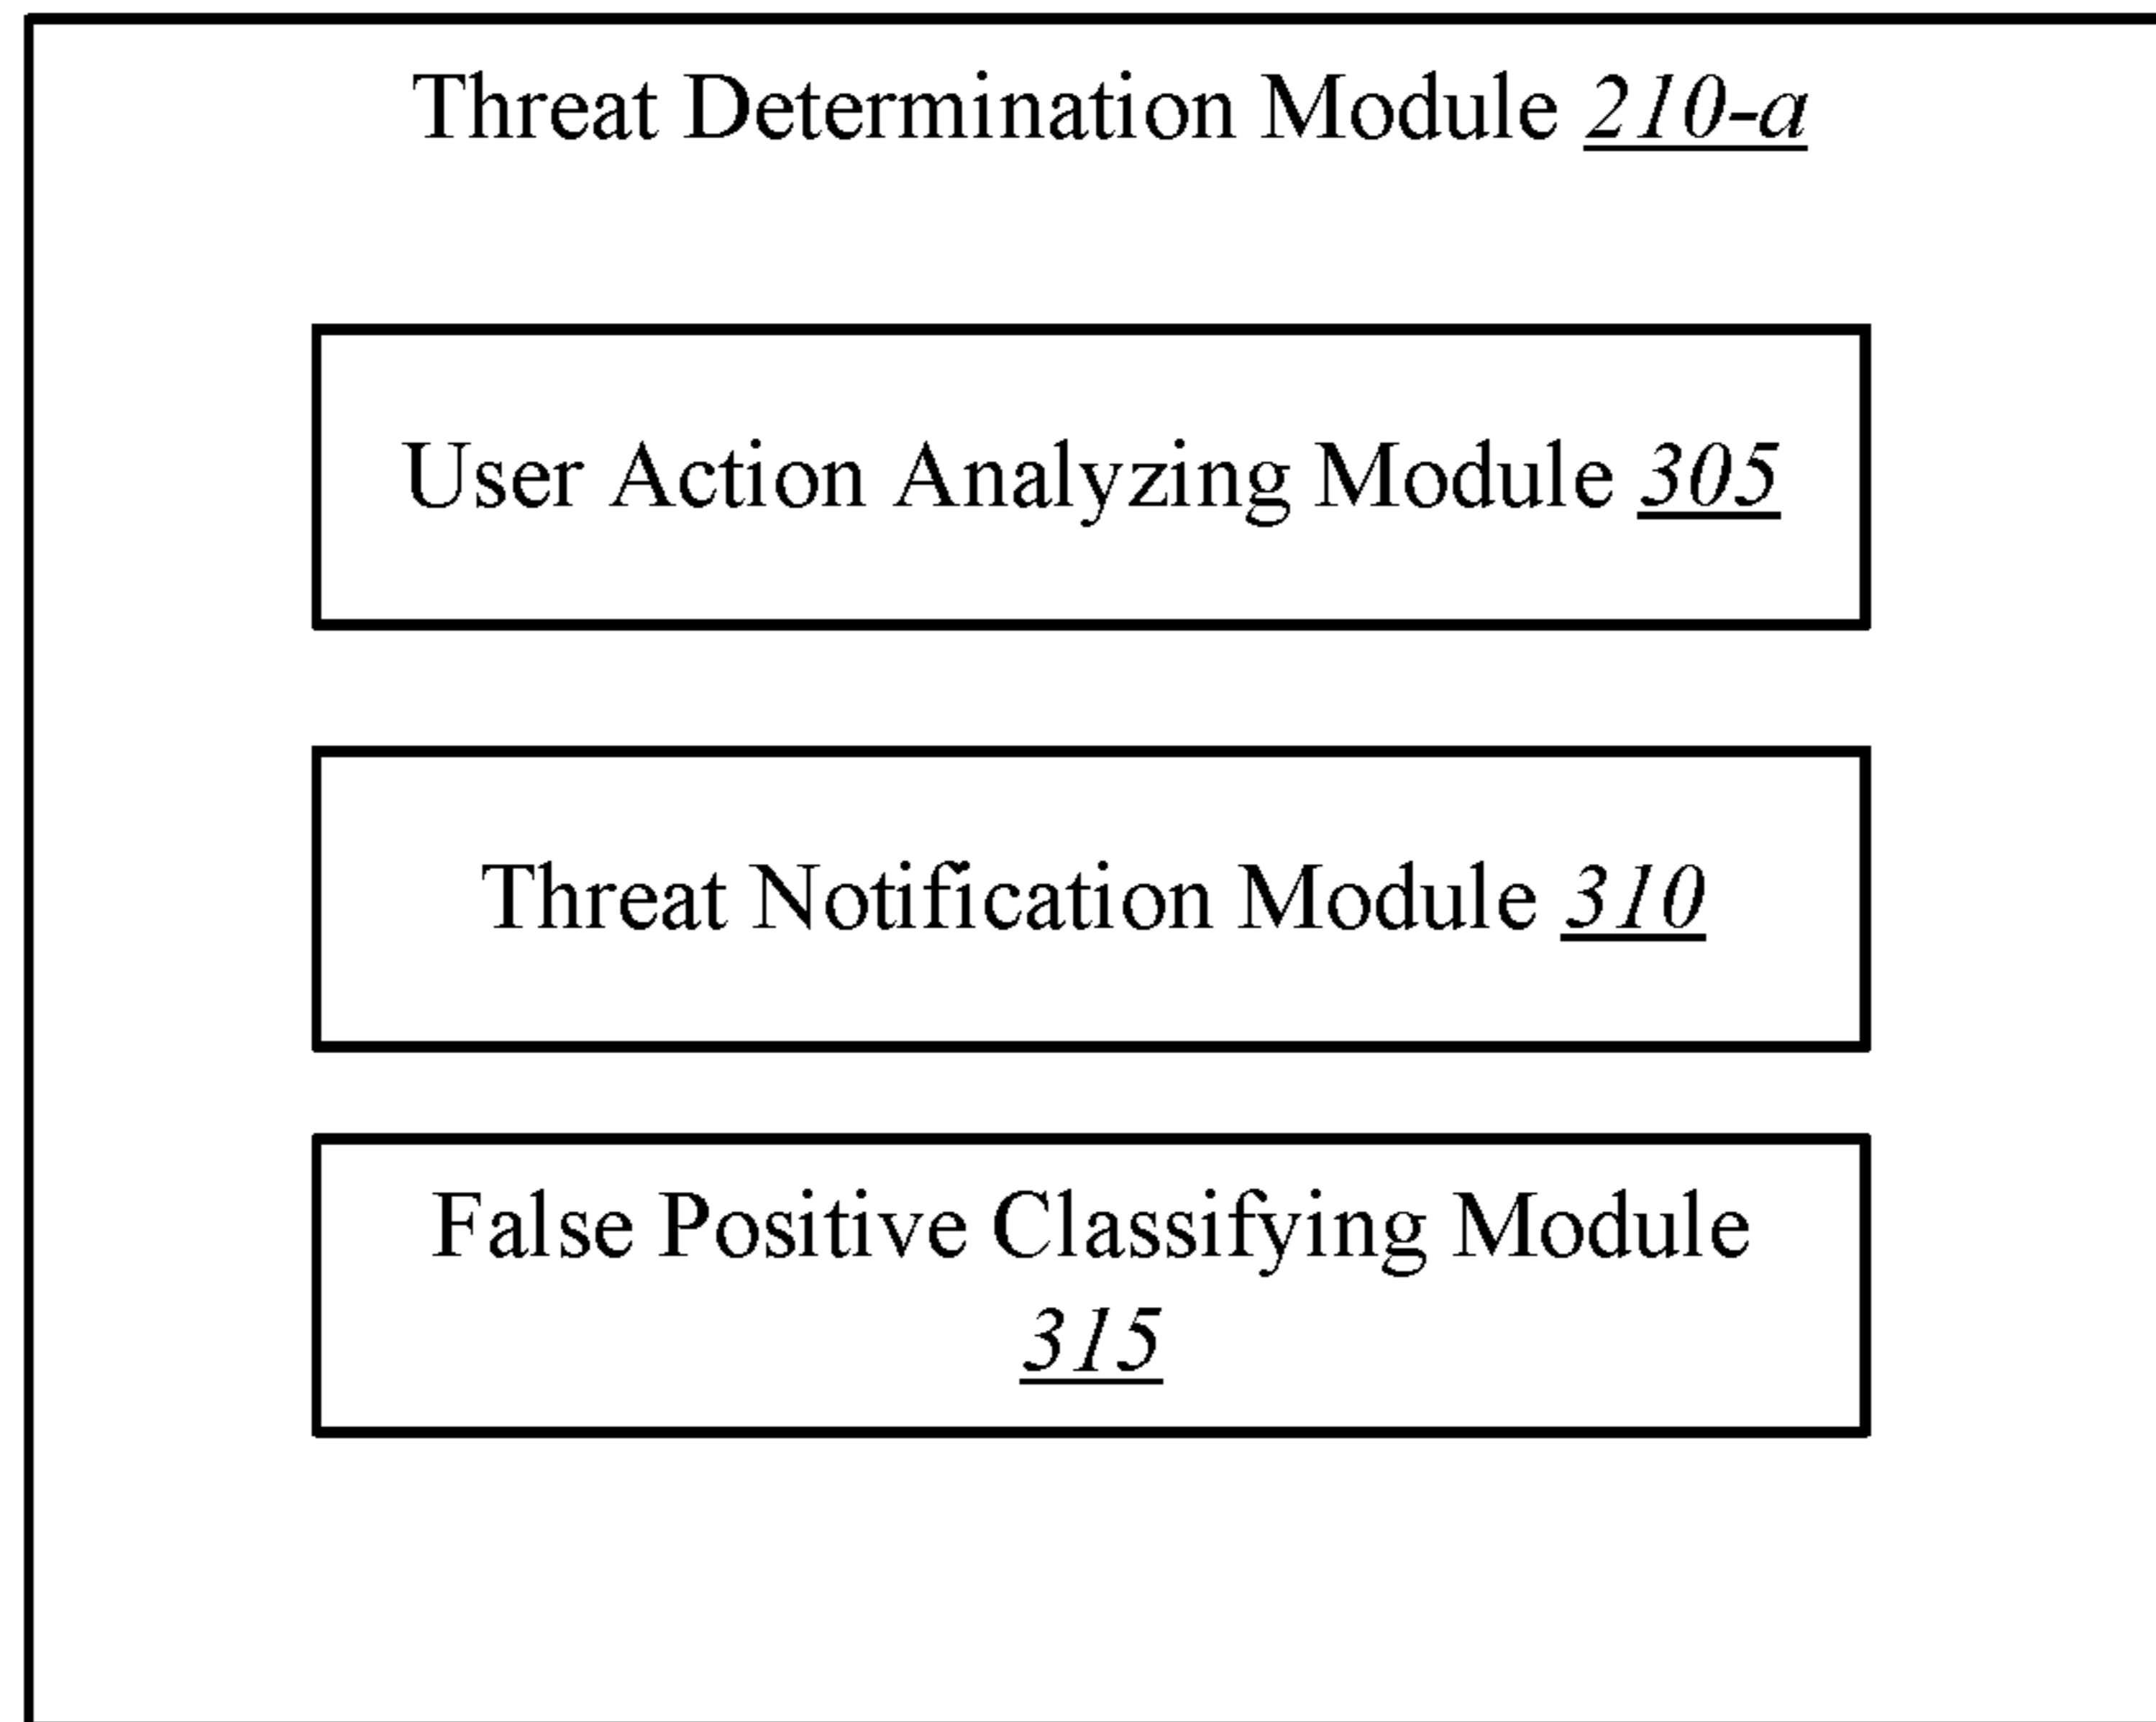 Threat Determination Module 210-a
User Action Analyzing Module 305
Threat Notification Module 310
False Positive Classifying Module
315